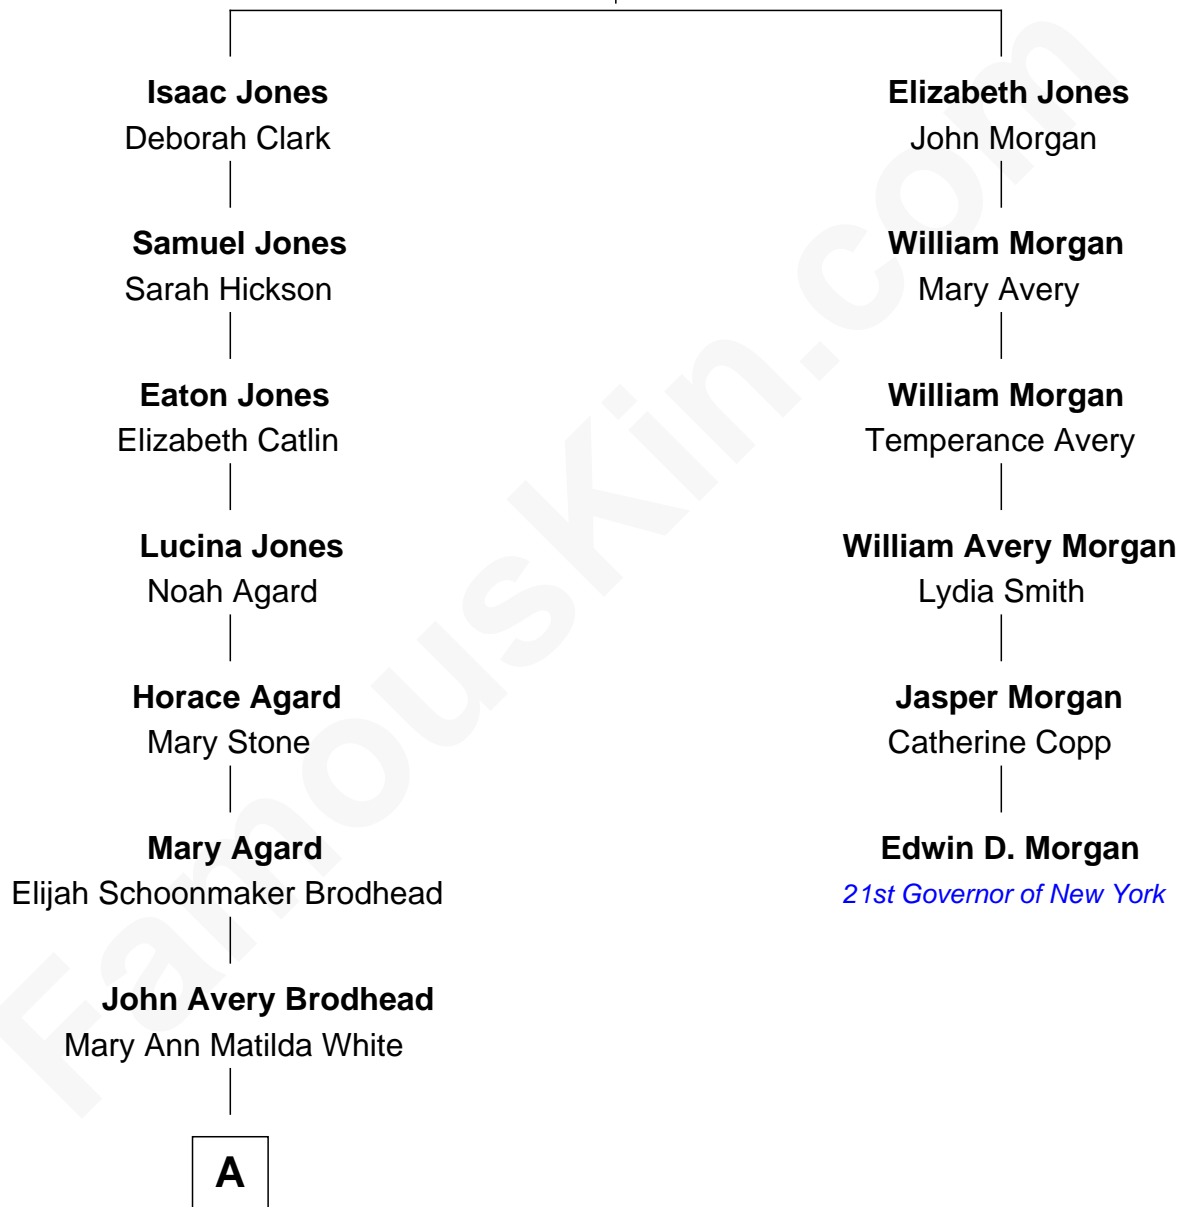 Isaac Jones
Deborah Clark
Elizabeth Jones
John Morgan
Samuel Jones
Sarah Hickson
William Morgan
Mary Avery
Eaton Jones
Elizabeth Catlin
William Morgan
Temperance Avery
Lucina Jones
Noah Agard
William Avery Morgan
Lydia Smith
Horace Agard
Mary Stone
Jasper Morgan
Catherine Copp
Mary Agard
Elijah Schoonmaker Brodhead
Edwin D. Morgan
21st Governor of New York
John Avery Brodhead
Mary Ann Matilda White
A
FamousKin.com